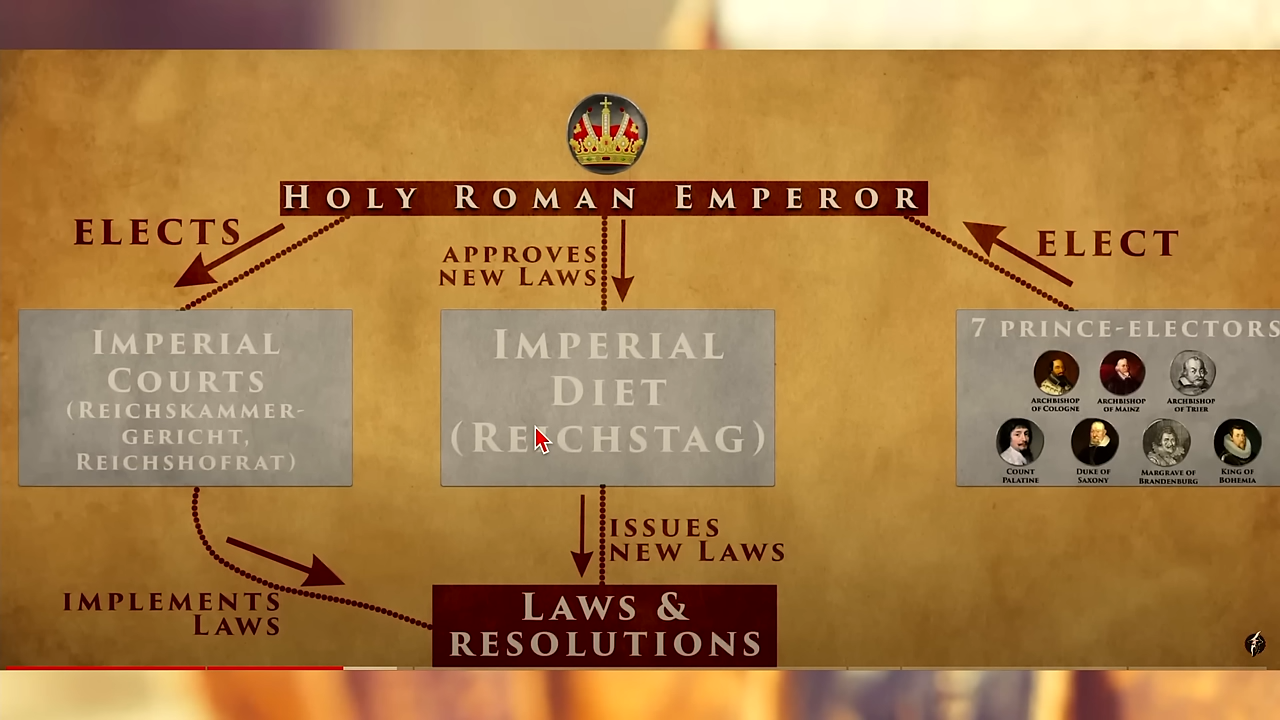 HOLY ROMAN EMPEROR
ELECTS
APPROVES
NEW LAWS
ELECT
IMPERIAL
COURTS
(REICHSKAMMER-
GERICHT,
REICHSHOFRAT)
IMPERIAL
DIET
(REICHSTAG)
7 PRINCE-ELECTORS
ARCHBISHOP
OF COLOGNE
ARCHBISHOP
OF MAINZ
ARCHBISHOP
OF TRIER
COUNT
PALATINE
DUKE OF
SAXONY
MARGRAVE OF
BRANDENBURG
KING OF
BOHEMIA
ISSUES
NEW LAWS
IMPLEMENTS
LAWS
LAWS &
RESOLUTIONS